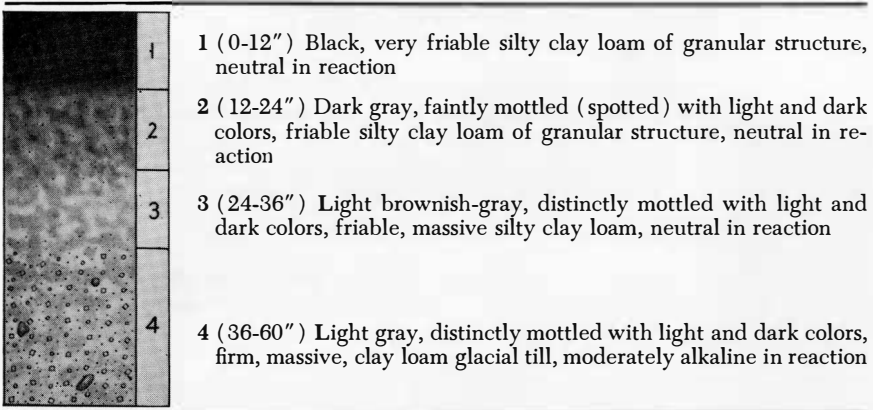 1
1 (0-12″) Black, very friable silty clay loam of granular structure,
neutral in reaction
2
2 (12-24″) Dark gray, faintly mottled (spotted) with light and dark
colors, friable silty clay loam of granular structure, neutral in re-
action
3
3 (24-36″) Light brownish-gray, distinctly mottled with light and
dark colors, friable, massive silty clay loam, neutral in reaction
4
4 (36-60″) Light gray, distinctly mottled with light and dark colors,
firm, massive, clay loam glacial till, moderately alkaline in reaction